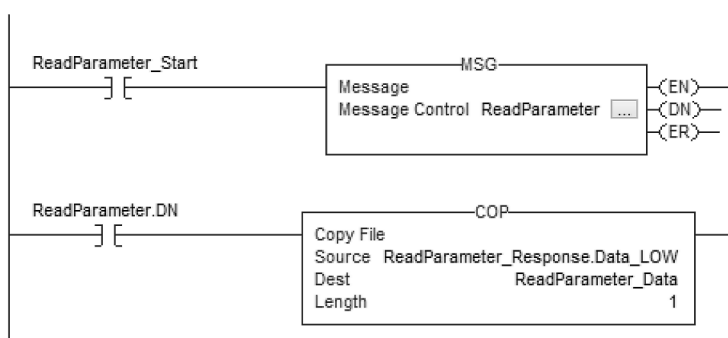 ReadParameter_Start
MSG
Message
Message Control ReadParameter ...
(EN)
(DN)
(ER)
ReadParameter.DN
COP
Copy File
Source ReadParameter_Response.Data_LOW
Dest ReadParameter_Data
Length 1